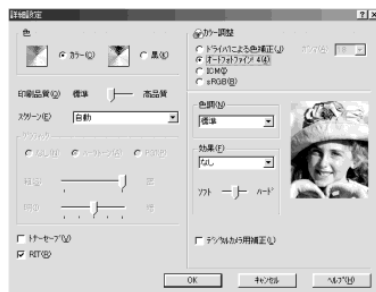 詳細設定
色
カラー(C)
黒(K)
印刷品質(Q) 標準 高品質
スクリーン(E) 自動
トナーセーブ(V)
RIT(R)
カラー調整
ドライバによる色補正(J)
オートフォトファイン!4(4)
ICM(I)
sRGB(B)
色調(N)
標準
効果(F)
なし
ソフト ハード
デジタルカメラ用補正(L)
OK キャンセル ヘルプ(H)